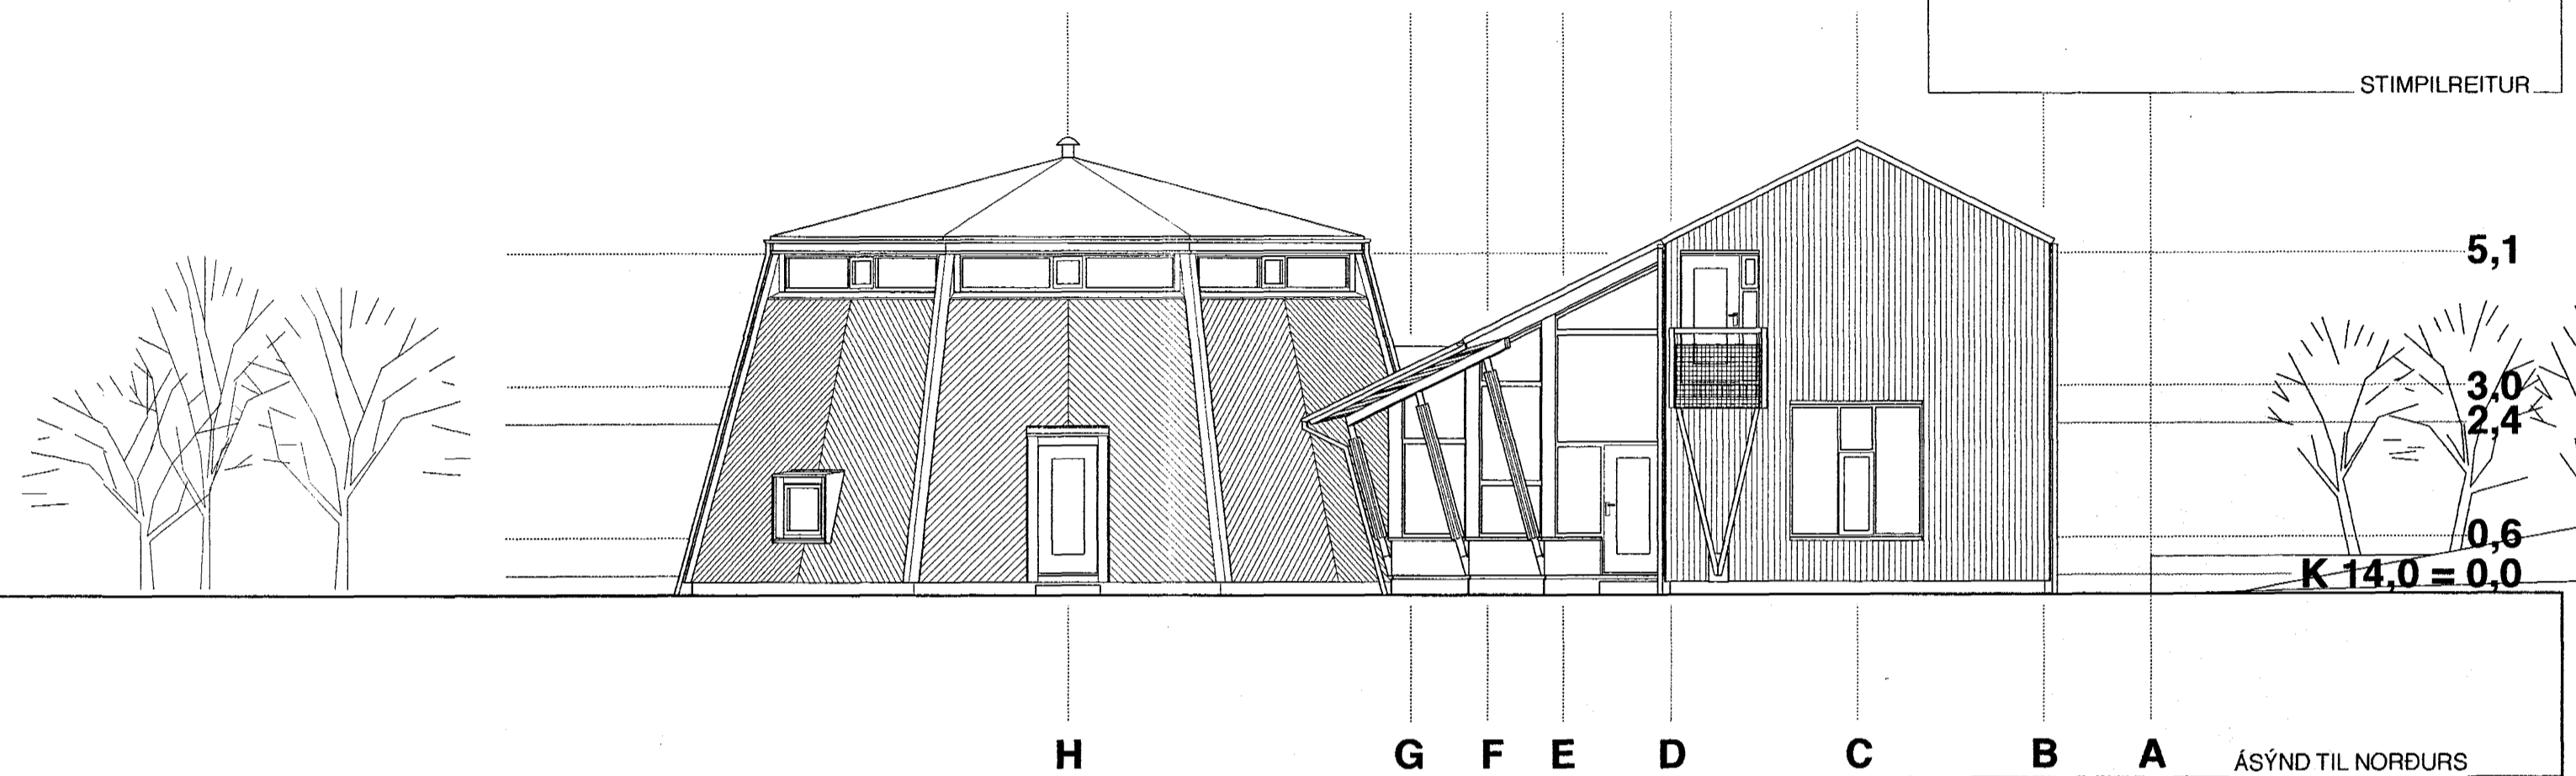 STIMPILREITUR
5,1
3,0
2,4
0,6
K 14,0 = 0,0
H G F E D C B A
ÁSÝND TIL NORÐURS